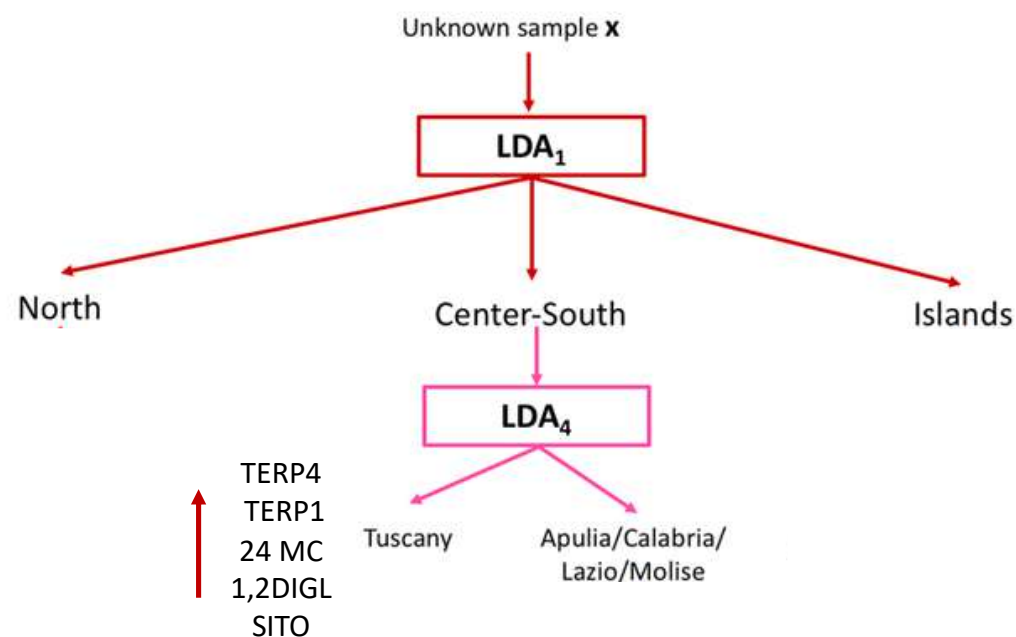 Unknown sample x
LDA1
North
Center-South
Islands
LDA4
TERP4
TERP1
24 MC
1,2DIGL
SITO
Tuscany
Apulia/Calabria/
Lazio/Molise